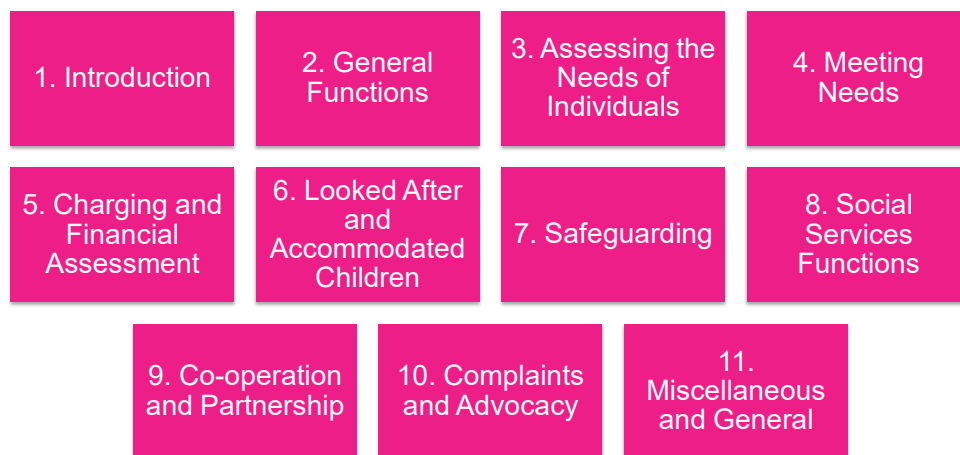 1. Introduction
2. General
Functions
3. Assessing the
Needs of
Individuals
4. Meeting
Needs
5. Charging and
Financial
Assessment
6. Looked After
and
Accommodated
Children
7. Safeguarding
8. Social
Services
Functions
9. Co-operation
and Partnership
10. Complaints
and Advocacy
11.
Miscellaneous
and General